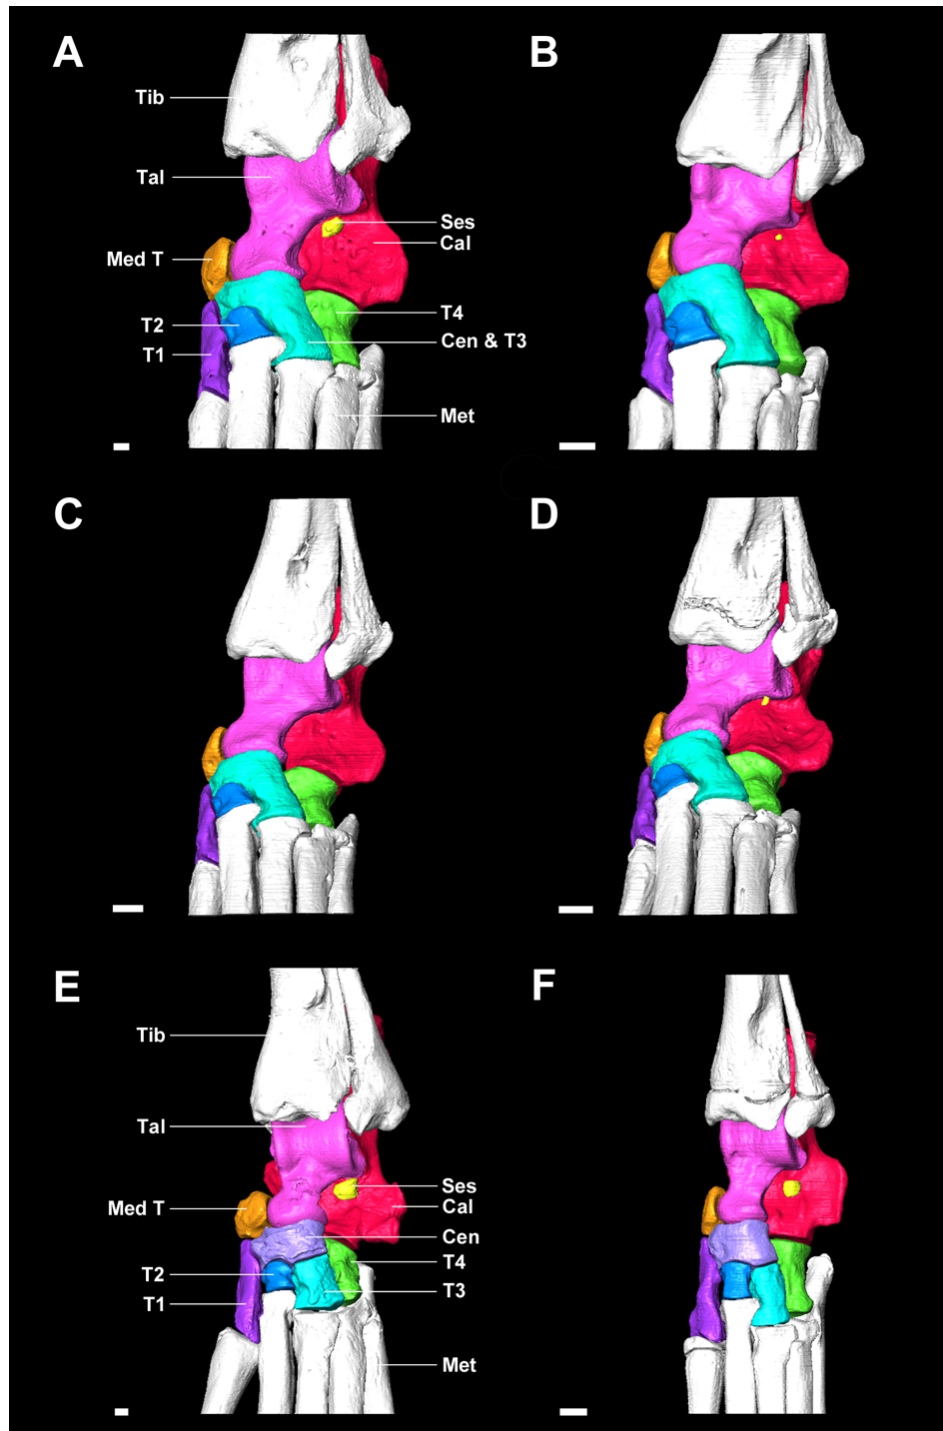 A
B
Tib
Tal
Ses
Cal
Med T
T4
T2
Cen & T3
T1
Met
C
D
E
F
Tib
Tal
Ses
Med T
Cal
Cen
T4
T2
T3
T1
Met